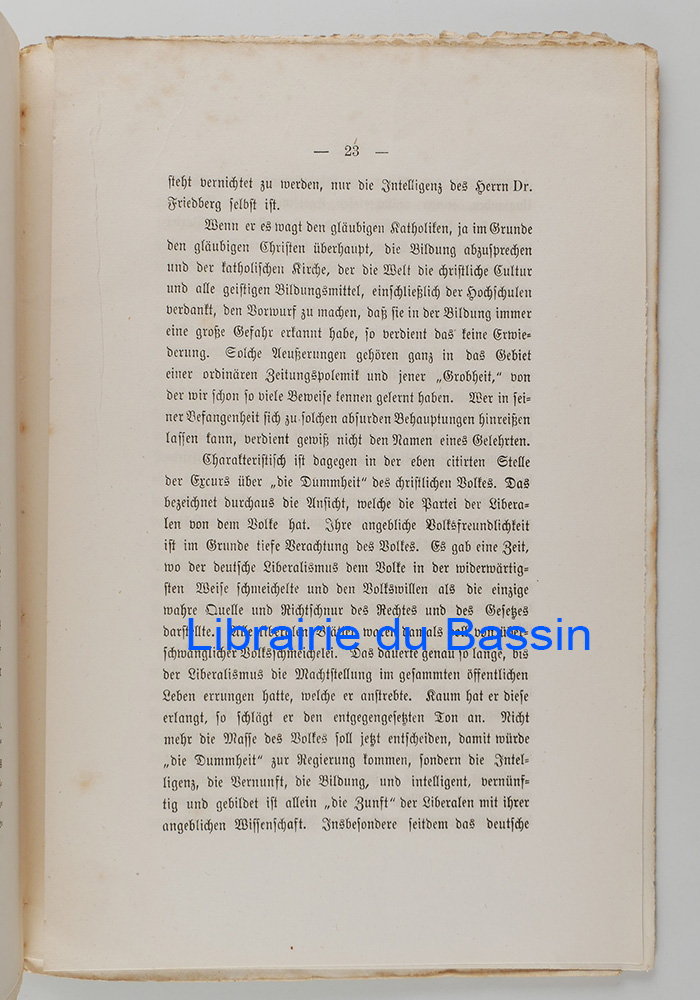 — 23 —
steht vernichtet zu werden, nur die Intelligenz des Herrn Dr.
Friedberg selbst ist.
Wenn er es wagt den gläubigen Katholiken, ja im Grunde
den gläubigen Christen überhaupt, die Bildung abzusprechen
und der katholischen Kirche, der die Welt die christliche Cultur
und alle geistigen Bildungsmittel, einschließlich der Hochschulen
verdankt, den Vorwurf zu machen, daß sie in der Bildung immer
eine große Gefahr erkannt habe, so verdient das keine Erwie-
derung. Solche Aeußerungen gehören ganz in das Gebiet
einer ordinären Zeitungspolemik und jener „Grobheit,“ von
der wir schon so viele Beweise kennen gelernt haben. Wer in sei-
ner Befangenheit sich zu solchen absurden Behauptungen hinreißen
lassen kann, verdient gewiß nicht den Namen eines Gelehrten.
Charakteristisch ist dagegen in der eben citirten Stelle
der Excurs über „die Dummheit“ des christlichen Volkes. Das
bezeichnet durchaus die Ansicht, welche die Partei der Libera-
len von dem Volke hat. Ihre angebliche Volksfreundlichkeit
ist im Grunde tiefe Verachtung des Volkes. Es gab eine Zeit,
wo der deutsche Liberalismus dem Volke in der widerwärtig-
sten Weise schmeichelte und den Volkswillen als die einzige
wahre Quelle und Richtschnur des Rechtes und des Gesetzes
darstellte. Alle liberalen Blätter waren damals voll von über-
Librairie du Bassin
schwänglicher Volksschmeichelei. Das dauerte genau so lange, bis
der Liberalismus die Machtstellung im gesammten öffentlichen
Leben errungen hatte, welche er anstrebte. Kaum hat er diese
erlangt, so schlägt er den entgegengesetzten Ton an. Nicht
mehr die Masse des Volkes soll jetzt entscheiden, damit würde
„die Dummheit“ zur Regierung kommen, sondern die Intel-
ligenz, die Vernunft, die Bildung, und intelligent, vernünf-
tig und gebildet ist allein „die Zunft“ der Liberalen mit ihrer
angeblichen Wissenschaft. Insbesondere seitdem das deutsche